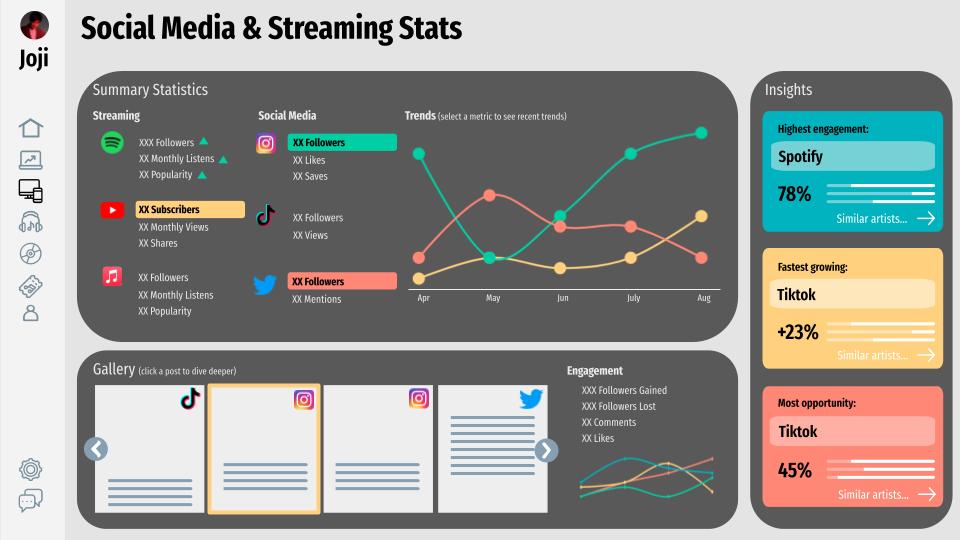 Joji
Social Media & Streaming Stats
Summary Statistics
Streaming
XXX Followers
XX Monthly Listens
XX Popularity
XX Subscribers
XX Monthly Views
XX Shares
XX Followers
XX Monthly Listens
XX Popularity
Social Media
XX Followers
XX Likes
XX Saves
XX Followers
XX Views
XX Followers
XX Mentions
Trends (select a metric to see recent trends)
Apr May Jun July Aug
Gallery (click a post to dive deeper)
Engagement
XXX Followers Gained
XXX Followers Lost
XX Comments
XX Likes
Insights
Highest engagement:
Spotify
78%
Similar artists...
Fastest growing:
Tiktok
+23%
Similar artists...
Most opportunity:
Tiktok
45%
Similar artists...